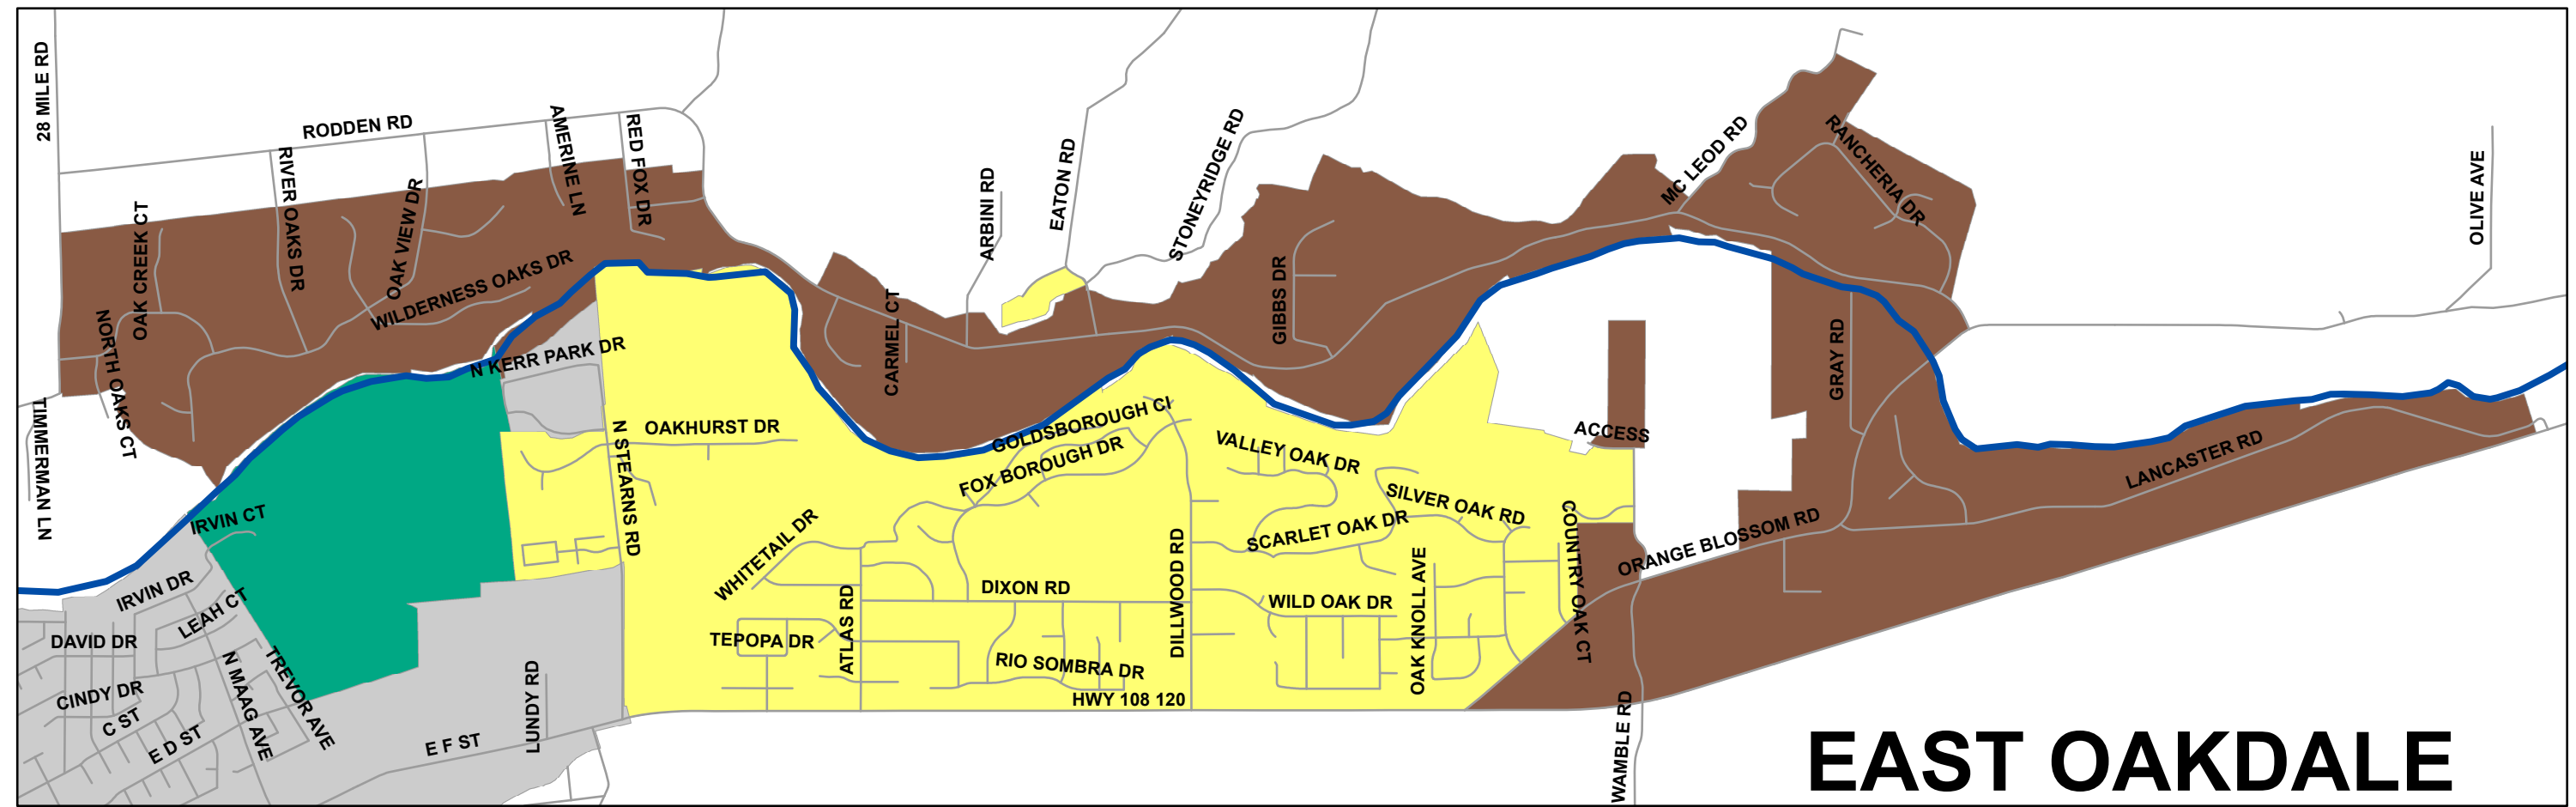 28 MILE RD
RODDEN RD
AMERINE LN
RED FOX DR
RIVER OAKS DR
OAK VIEW DR
OAK CREEK CT
WILDERNESS OAKS DR
NORTH OAKS CT
TIMMERMAN LN
N KERR PARK DR
ARBINI RD
EATON RD
STONEYRIDGE RD
CARMEL CT
GIBBS DR
MC LEOD RD
RANCHERIA DR
OLIVE AVE
GRAY RD
OAKHURST DR
N STEARNS RD
GOLDSBOROUGH CI
FOX BOROUGH DR
VALLEY OAK DR
SILVER OAK RD
SCARLET OAK DR
ACCESS
LANCASTER RD
ORANGE BLOSSOM RD
COUNTRY OAK CT
IRVIN CT
IRVIN DR
LEAH CT
DAVID DR
CINDY DR
C ST
E D ST
N MAAG AVE
TREVOR AVE
E F ST
LUNDY RD
WHITETAIL DR
TEPOPA DR
ATLAS RD
DIXON RD
RIO SOMBRA DR
DILLWOOD RD
WILD OAK DR
OAK KNOLL AVE
HWY 108 120
WAMBLE RD
EAST OAKDALE